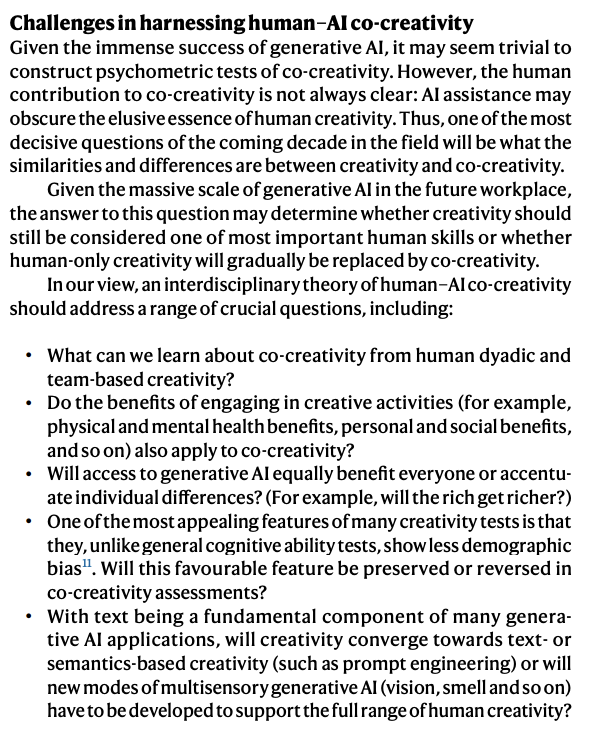 Challenges in harnessing human–AI co-creativity
Given the immense success of generative AI, it may seem trivial to
construct psychometric tests of co-creativity. However, the human
contribution to co-creativity is not always clear: AI assistance may
obscure the elusive essence of human creativity. Thus, one of the most
decisive questions of the coming decade in the field will be what the
similarities and differences are between creativity and co-creativity.
Given the massive scale of generative AI in the future workplace,
the answer to this question may determine whether creativity should
still be considered one of most important human skills or whether
human-only creativity will gradually be replaced by co-creativity.
In our view, an interdisciplinary theory of human–AI co-creativity
should address a range of crucial questions, including:
• What can we learn about co-creativity from human dyadic and
team-based creativity?
• Do the benefits of engaging in creative activities (for example,
physical and mental health benefits, personal and social benefits,
and so on) also apply to co-creativity?
• Will access to generative AI equally benefit everyone or accentu-
ate individual differences? (For example, will the rich get richer?)
• One of the most appealing features of many creativity tests is that
they, unlike general cognitive ability tests, show less demographic
bias¹¹. Will this favourable feature be preserved or reversed in
co-creativity assessments?
• With text being a fundamental component of many genera-
tive AI applications, will creativity converge towards text- or
semantics-based creativity (such as prompt engineering) or will
new modes of multisensory generative AI (vision, smell and so on)
have to be developed to support the full range of human creativity?